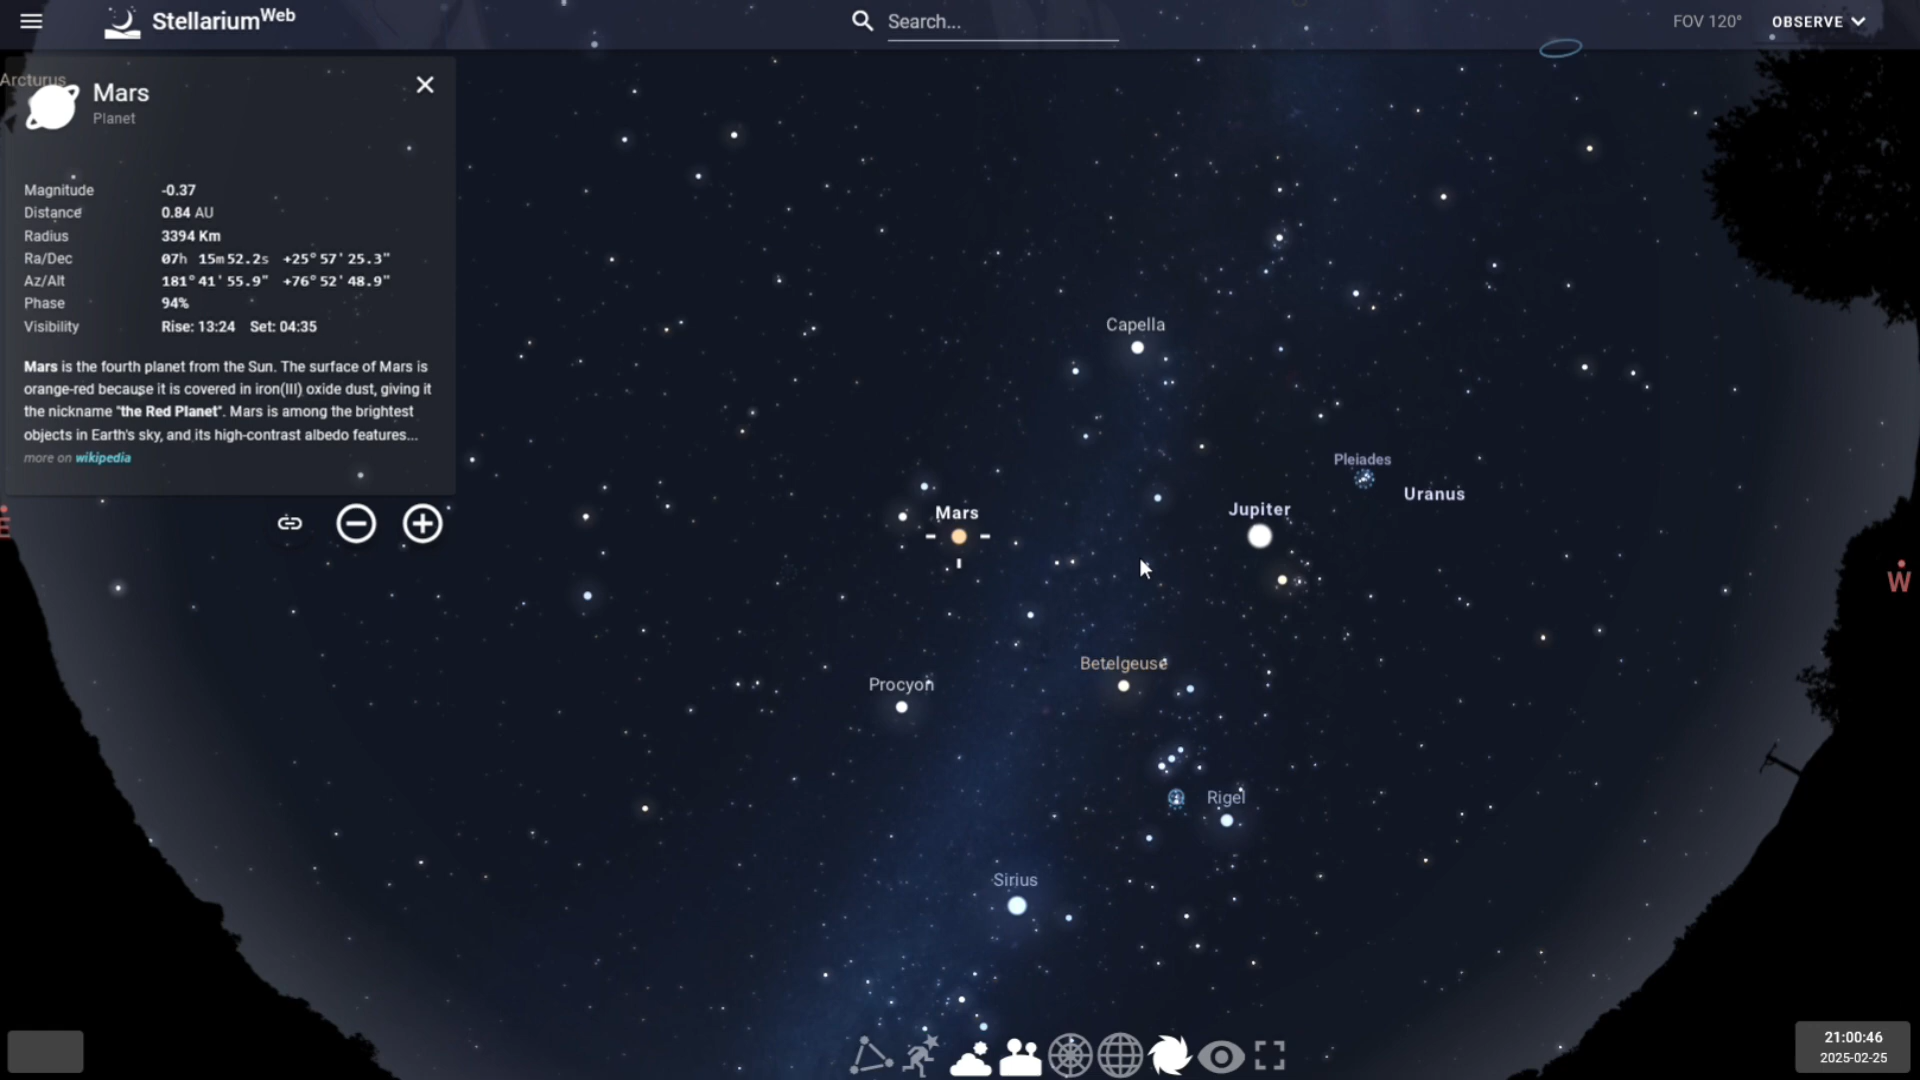 StellariumWeb
Search...
FOV 120°
OBSERVE
Arcturus
Mars
Planet
Magnitude -0.37
Distance 0.84 AU
Radius 3394 Km
Ra/Dec 07h 15m 52.2s +25°57'25.3"
Az/Alt 181°41'55.9" +76°52'48.9"
Phase 94%
Visibility Rise: 13:24 Set: 04:35
Mars is the fourth planet from the Sun. The surface of Mars is
orange-red because it is covered in iron(III) oxide dust, giving it
the nickname "the Red Planet". Mars is among the brightest
objects in Earth's sky, and its high-contrast albedo features...
more on wikipedia
Capella
Pleiades
Uranus
Jupiter
Mars
E
W
Betelgeuse
Procyon
Rigel
Sirius
21:00:46
2025-02-25